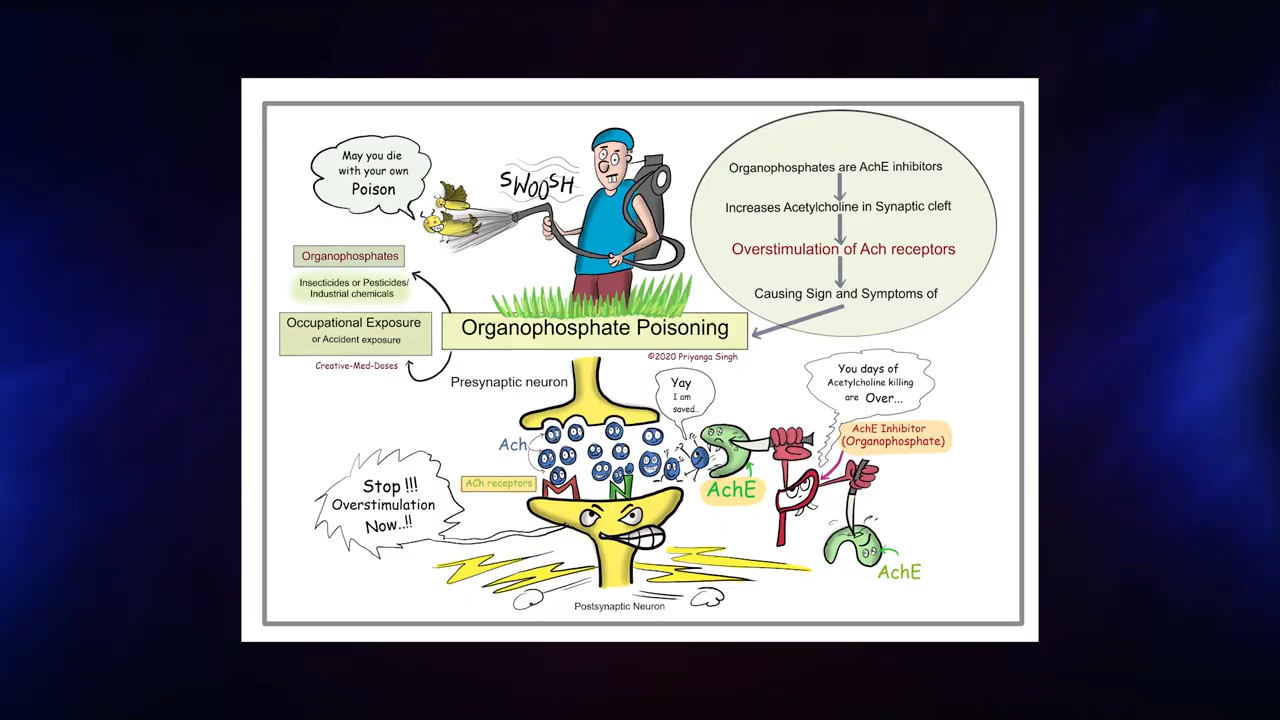 May you die
with your own
Poison
SWOOSH
Organophosphates are AchE inhibitors
Increases Acetylcholine in Synaptic cleft
Overstimulation of Ach receptors
Causing Sign and Symptoms of
Organophosphates
Insecticides or Pesticides/
Industrial chemicals
Occupational Exposure
or Accident exposure
Creative-Med-Doses
Organophosphate Poisoning
©2020 Priyanga Singh
Presynaptic neuron
Yay
I am
saved..
You days of
Acetylcholine killing
are Over...
AchE Inhibitor
(Organophosphate)
Ach
ACh receptors
M N
AchE
Stop !!!
Overstimulation
Now..!!
AchE
Postsynaptic Neuron